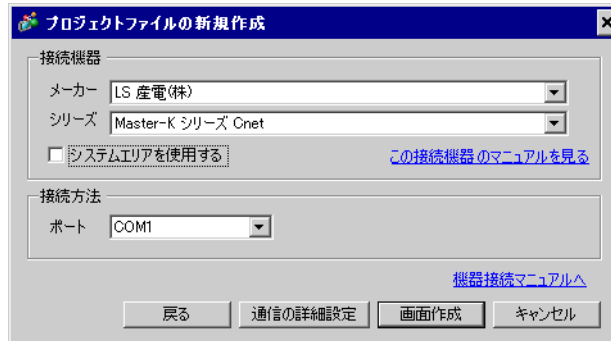 プロジェクトファイルの新規作成
接続機器
メーカー LS 産電(株)
シリーズ Master-K シリーズ Cnet
システムエリアを使用する この接続機器のマニュアルを見る
接続方法
ポート COM1
機器接続マニュアルへ
戻る 通信の詳細設定 画面作成 キャンセル